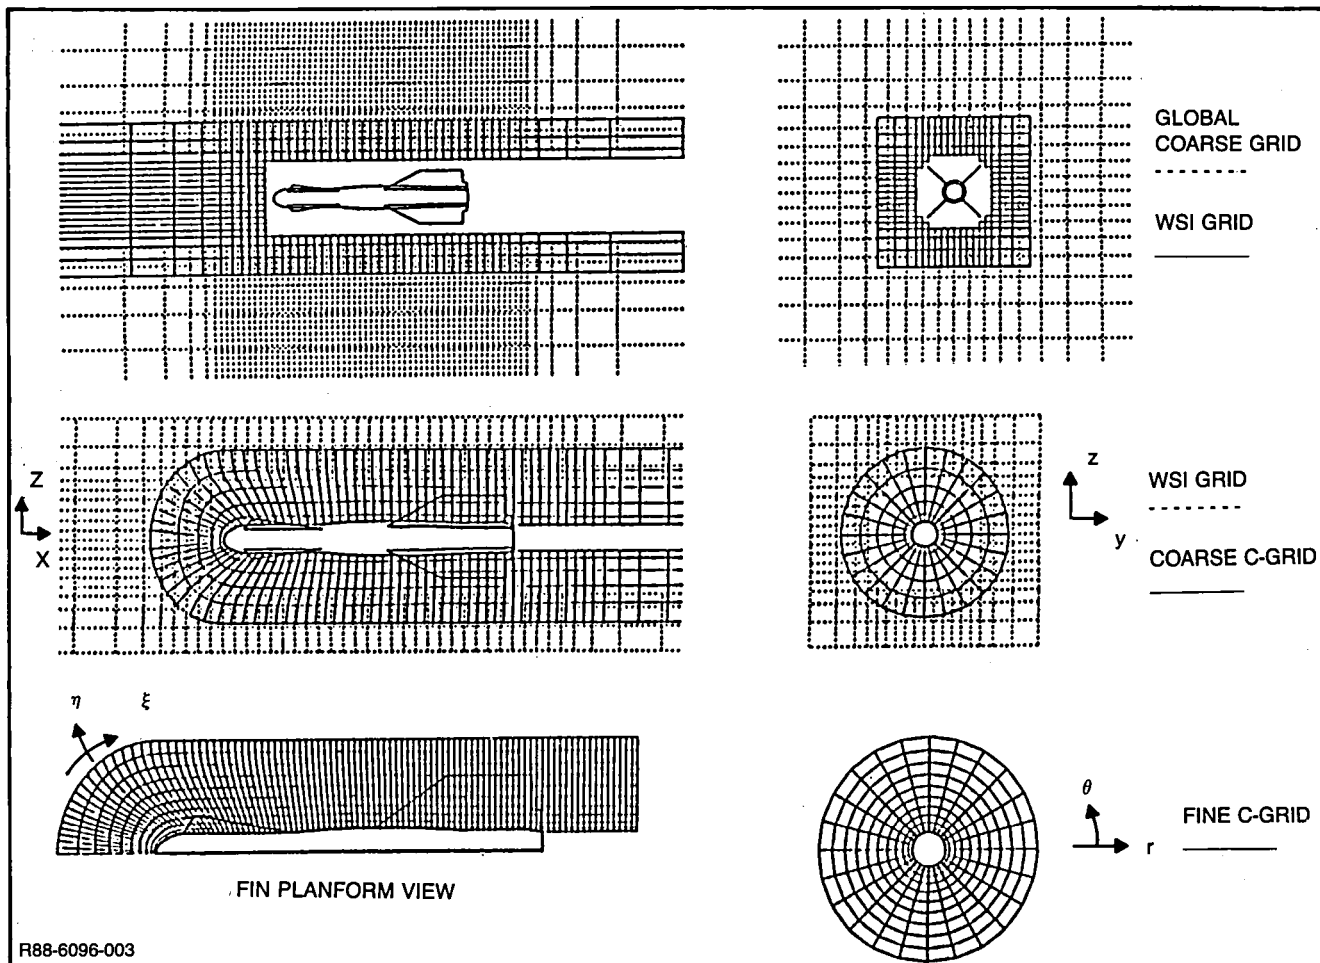 GLOBAL
COARSE GRID
WSI GRID
Z
X
z
y
WSI GRID
COARSE C-GRID
η
ξ
FIN PLANFORM VIEW
θ
r
FINE C-GRID
R88-6096-003